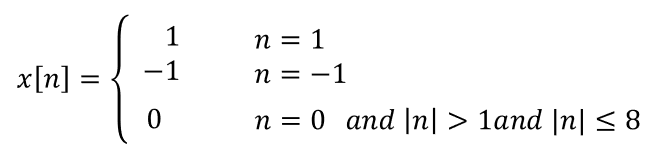 1 n = 1
x[n] = { −1 n = −1
0 n = 0 and |n| > 1and |n| ≤ 8